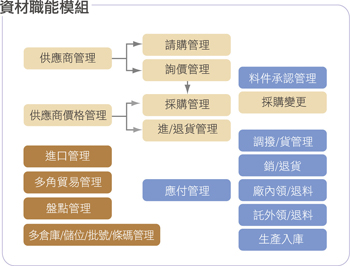 資材職能模組
請購管理
供應商管理
詢價管理
料件承認管理
採購管理
採購變更
供應商價格管理
進/退貨管理
調撥/貨管理
進口管理
銷/退貨
多角貿易管理
應付管理
廠內領/退料
盤點管理
託外領/退料
多倉庫/儲位/批號/條碼管理
生產入庫